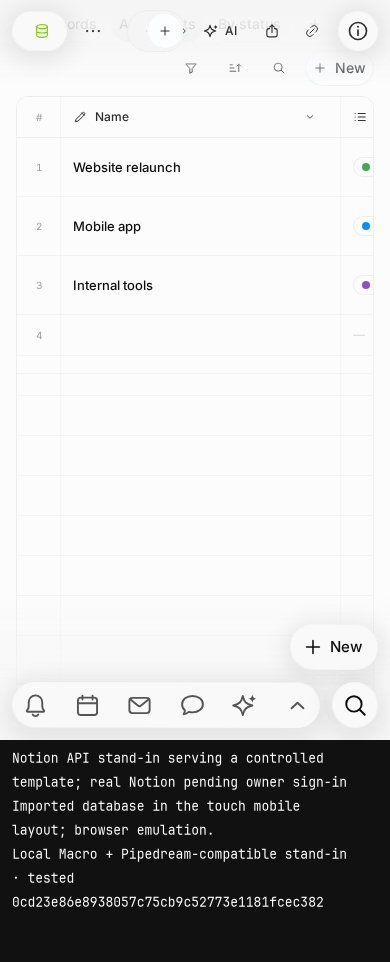 AI
By status
New
#
Name
1
Website relaunch
2
Mobile app
3
Internal tools
4
—
New
Notion API stand-in serving a controlled
template; real Notion pending owner sign-in
Imported database in the touch mobile
layout; browser emulation.
Local Macro + Pipedream-compatible stand-in
· tested
0cd23e86e8938057c75cb9c52773e1181fcec382